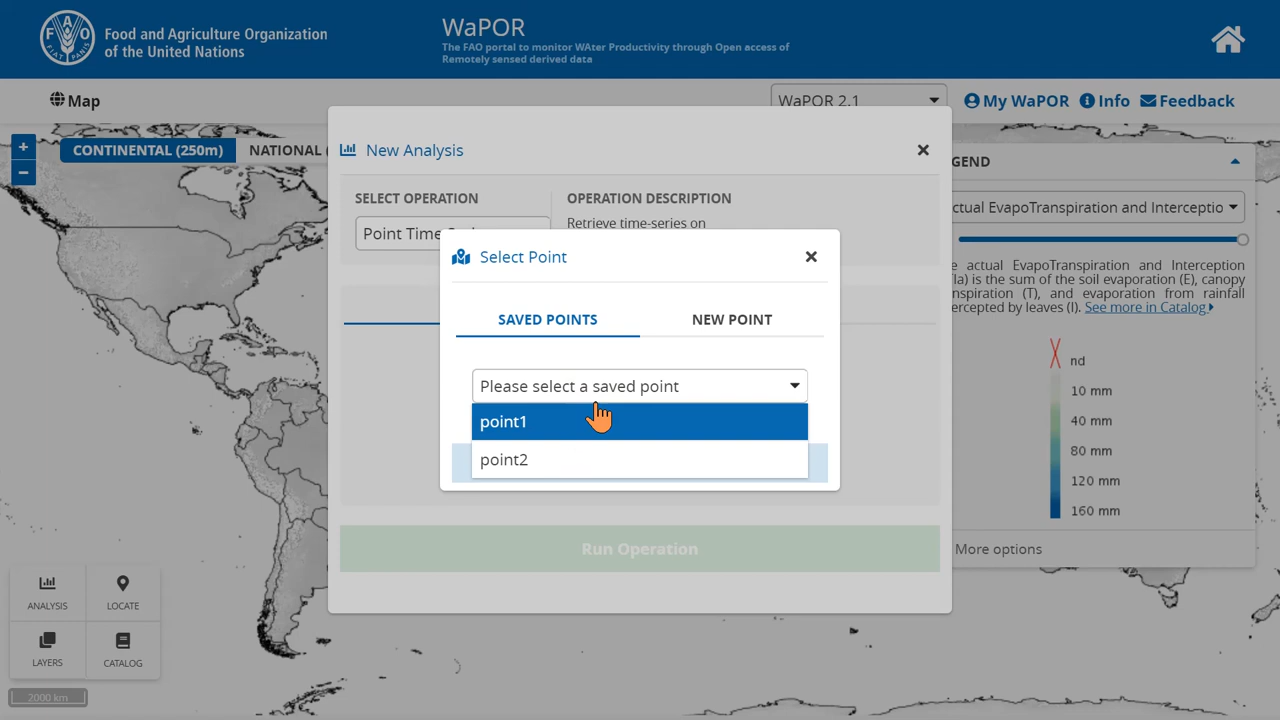 Food and Agriculture Organization
of the United Nations
WaPOR
The FAO portal to monitor WAter Productivity through Open access of
Remotely sensed derived data
Map
WaPOR 2.1
My WaPOR
Info
Feedback
CONTINENTAL (250m)
NATIONAL (
New Analysis
SELECT OPERATION
OPERATION DESCRIPTION
Point Time
Retrieve time-series on
Select Point
SAVED POINTS
NEW POINT
Please select a saved point
point1
point2
Run Operation
GEND
ctual EvapoTranspiration and Interceptio
e actual EvapoTranspiration and Interception
Ia) is the sum of the soil evaporation (E), canopy
nspiration (T), and evaporation from rainfall
ercepted by leaves (I). See more in Catalog
nd
10 mm
40 mm
80 mm
120 mm
160 mm
More options
ANALYSIS
LOCATE
LAYERS
CATALOG
2000 km